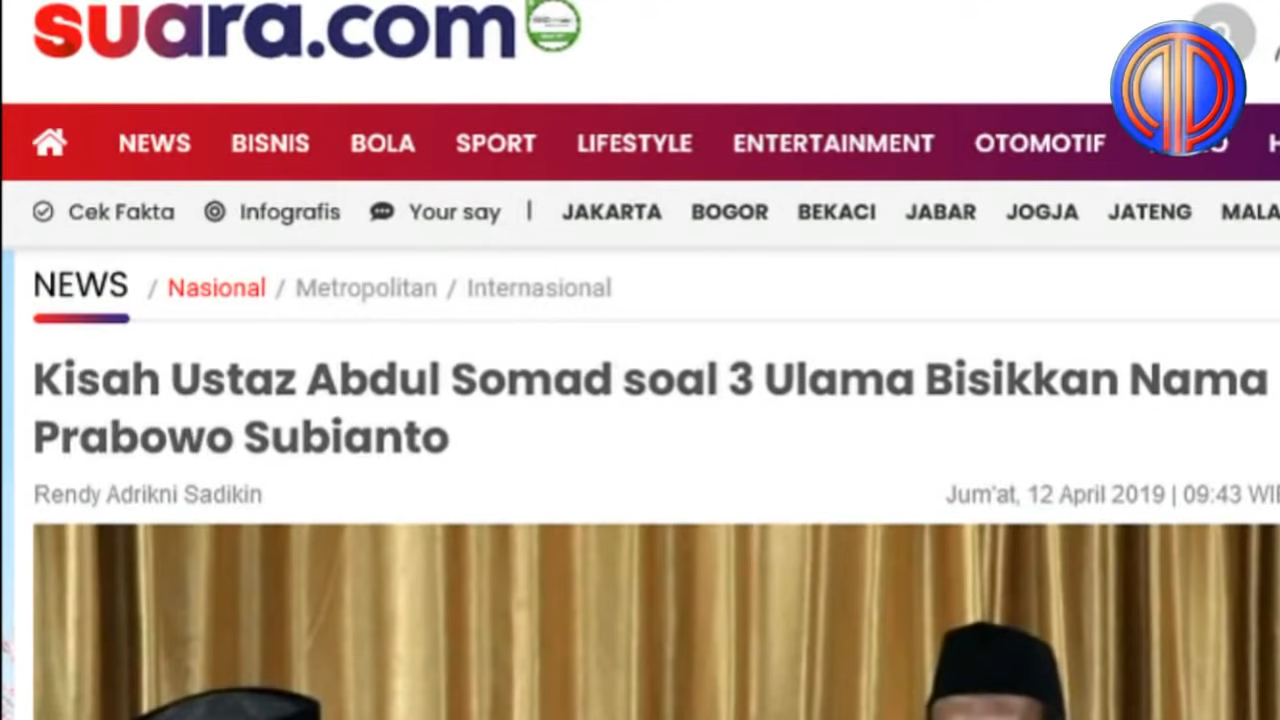 suara.com
NEWS BISNIS BOLA SPORT LIFESTYLE ENTERTAINMENT OTOMOTIF
Cek Fakta Infografis Your say | JAKARTA BOGOR BEKACI JABAR JOGJA JATENG MALA
NEWS / Nasional / Metropolitan / Internasional
Kisah Ustaz Abdul Somad soal 3 Ulama Bisikkan Nama
Prabowo Subianto
Rendy Adrikni Sadikin
Jum'at, 12 April 2019 | 09:43 WIB